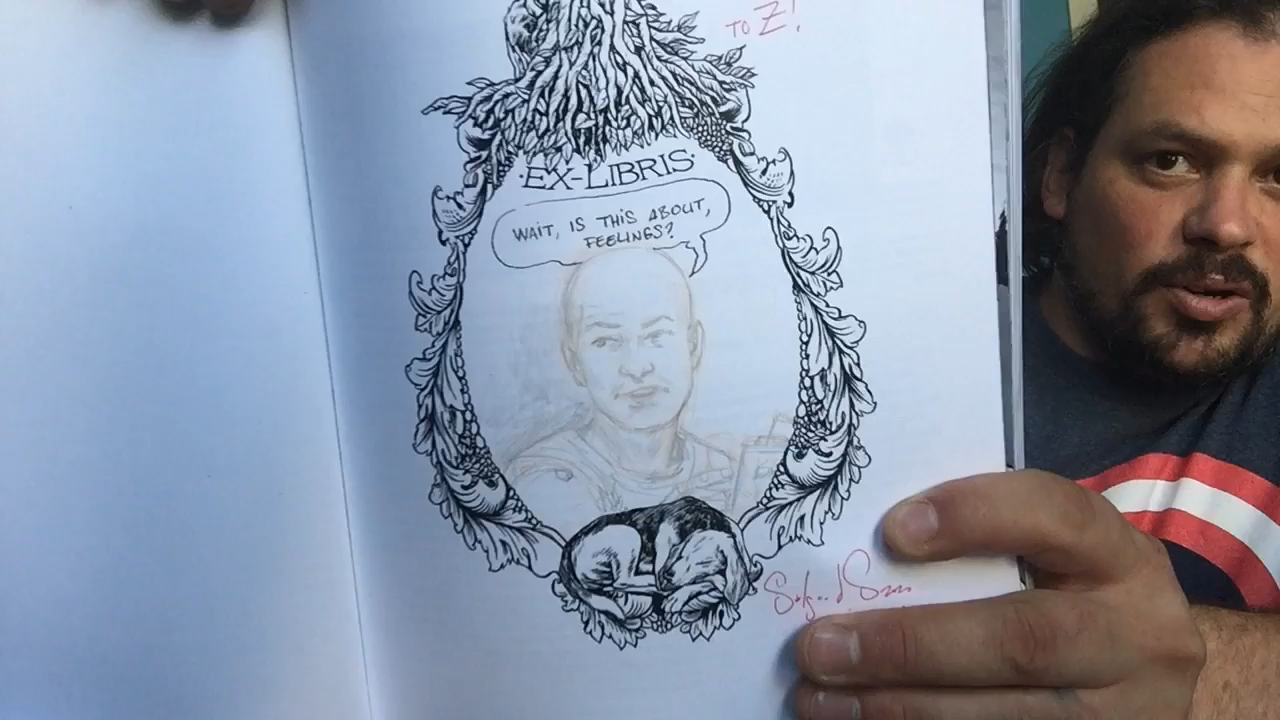 TO Z!
·EX-LIBRIS·
WAIT, IS THIS ABOUT,
FEELINGS?